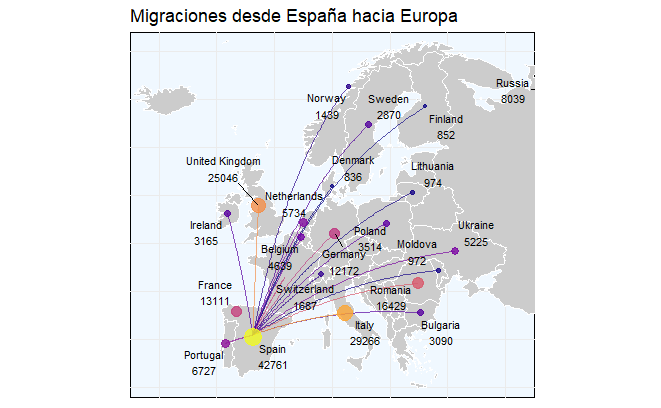 Migraciones desde España hacia Europa
Russia
8039
Norway
1439
Sweden
2870
Finland
852
United Kingdom
25046
Denmark
836
Lithuania
974
Netherlands
5734
Ireland
3165
Poland
3514
Ukraine
5225
Belgium
4639
Germany
12172
Moldova
972
France
13111
Switzerland
1687
Romania
16429
Italy
29266
Bulgaria
3090
Portugal
6727
Spain
42761